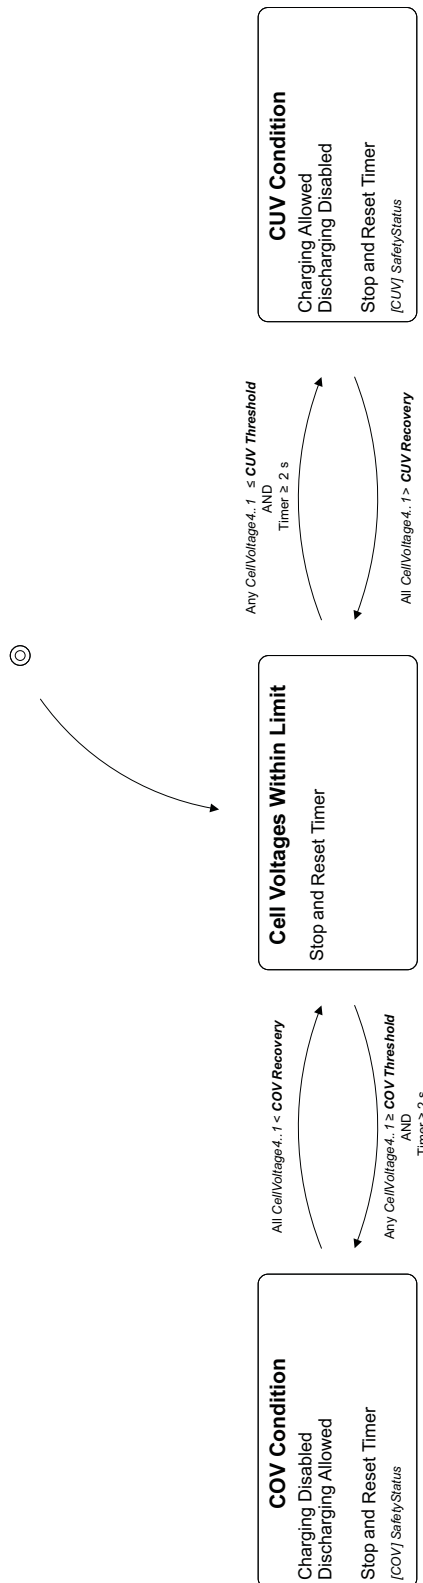 COV Condition
Charging Disabled
Discharging Allowed
Stop and Reset Timer
[COV] SafetyStatus
All CellVoltage4..1 < COV Recovery
Any CellVoltage4..1 ≥ COV Threshold
AND
Timer ≥ 2 s
Cell Voltages Within Limit
Stop and Reset Timer
Any CellVoltage4..1 ≤ CUV Threshold
AND
Timer ≥ 2 s
All CellVoltage4..1 > CUV Recovery
CUV Condition
Charging Allowed
Discharging Disabled
Stop and Reset Timer
[CUV] SafetyStatus